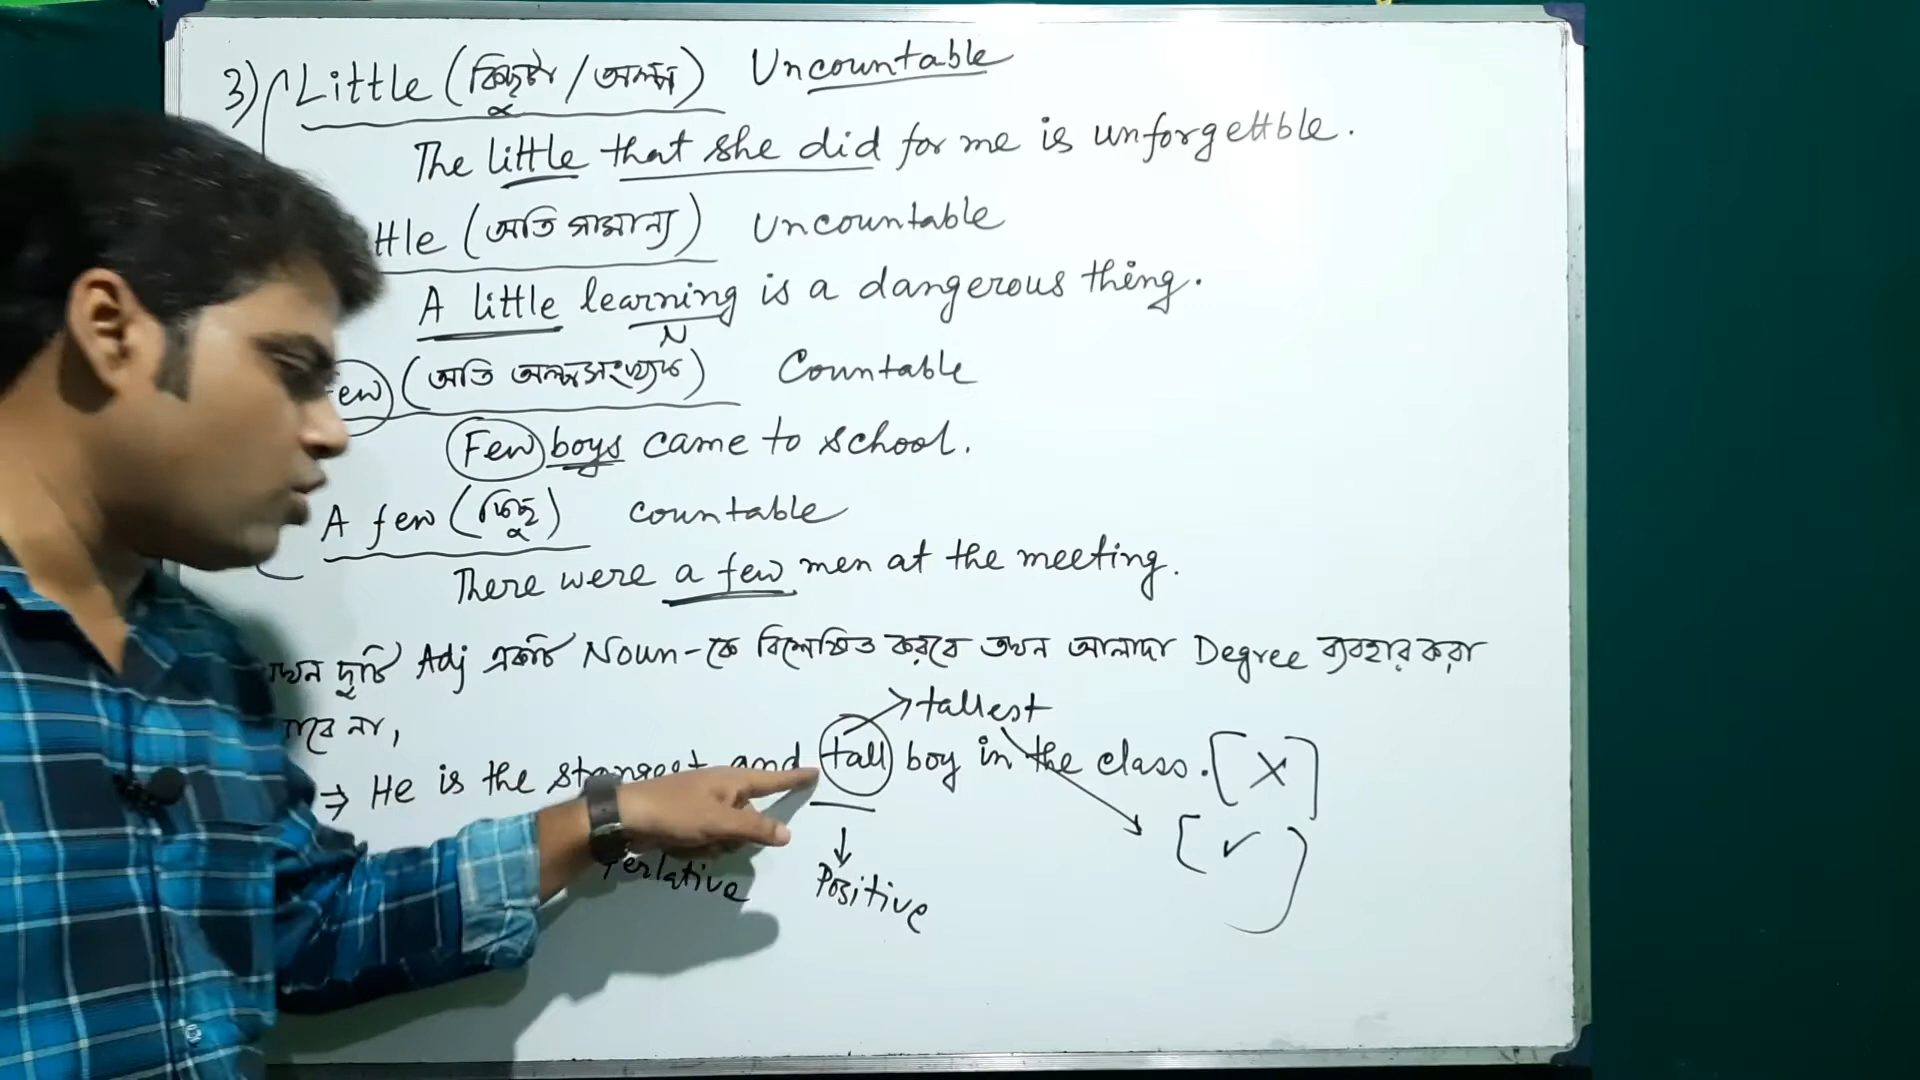 3) Little (কিছুটা/অল্প) Uncountable
The little that she did for me is unforgettble.
ttle (অতি সামান্য) Uncountable
A little learning is a dangerous thing.
N
ew (অতি অল্পসংখ্যক) Countable
Few boys came to school.
A few (কিছু) countable
There were a few men at the meeting.
যখন দুটি Adj একটি Noun-কে বিশেষিত করবে তখন আলাদা Degree ব্যবহার করা
যাবে না,
→ tallest
⇒ He is the and tall boy in the class. [×]
[✓]
perlative
↓
Positive